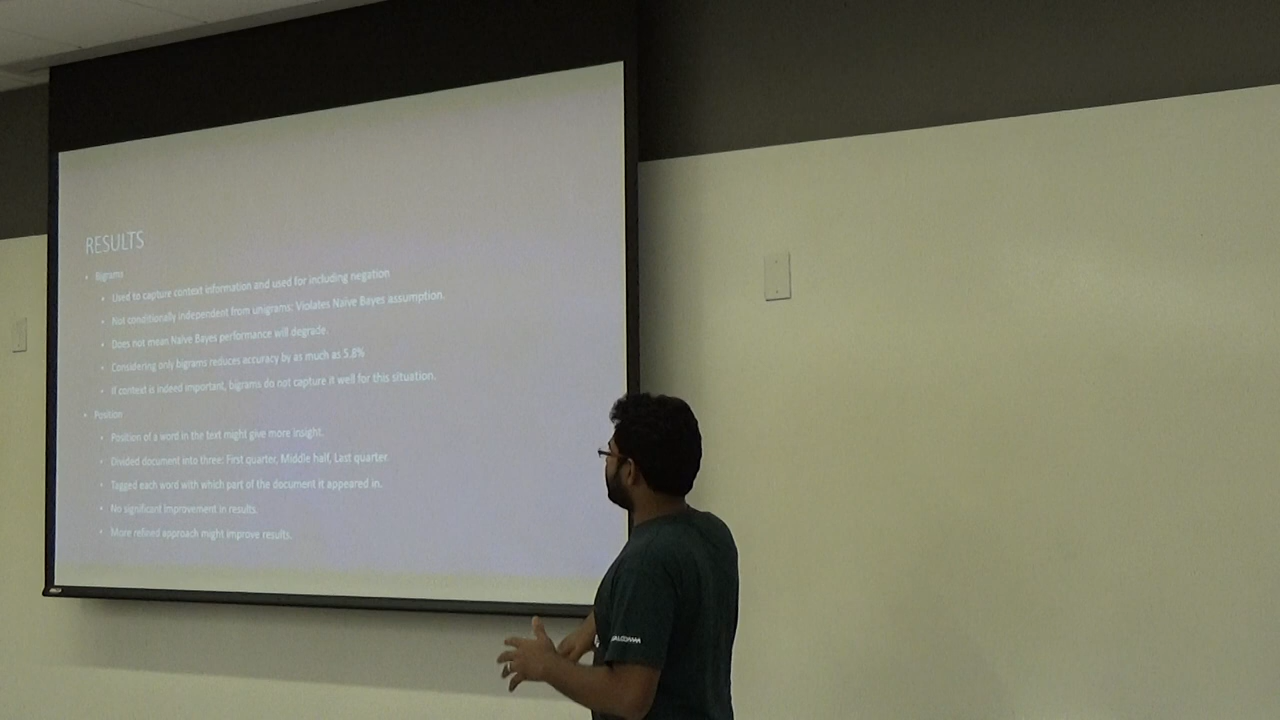 RESULTS
• Bigrams
• Used to capture context information and used for including negation
• Not conditionally independent from unigrams: Violates Naïve Bayes assumption.
• Does not mean Naïve Bayes performance will degrade.
• Considering only bigrams reduces accuracy by as much as 5.8%
• If context is indeed important, bigrams do not capture it well for this situation.
• Position
• Position of a word in the text might give more insight.
• Divided document into three: First quarter, Middle half, Last quarter.
• Tagged each word with which part of the document it appeared in.
• No significant improvement in results.
• More refined approach might improve results.